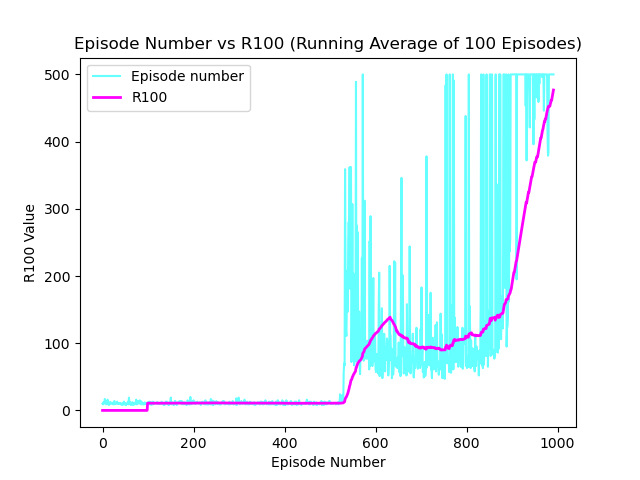 Episode Number vs R100 (Running Average of 100 Episodes)
500
400
300
200
100
0
R100 Value
Episode number
R100
0
200
400
600
800
1000
Episode Number